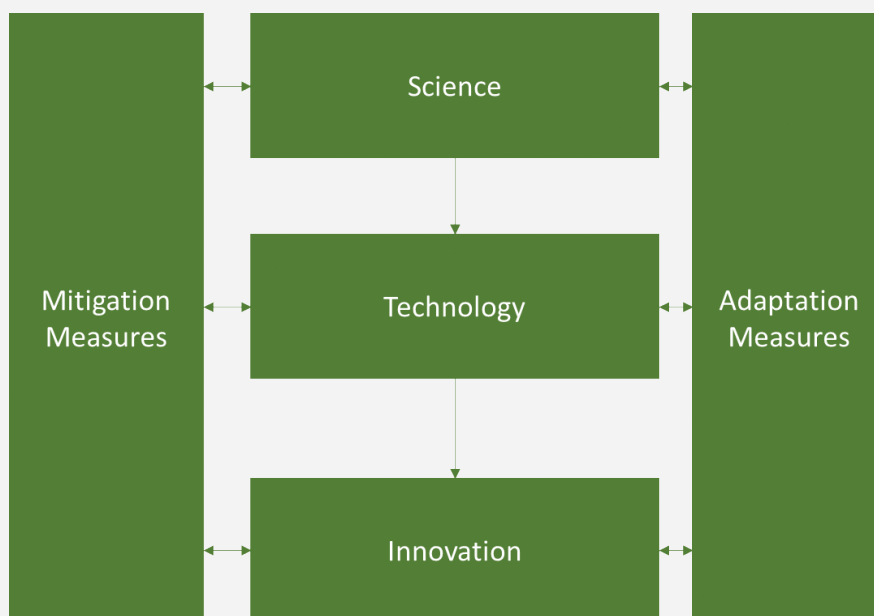 Science
Mitigation
Measures
Technology
Adaptation
Measures
Innovation